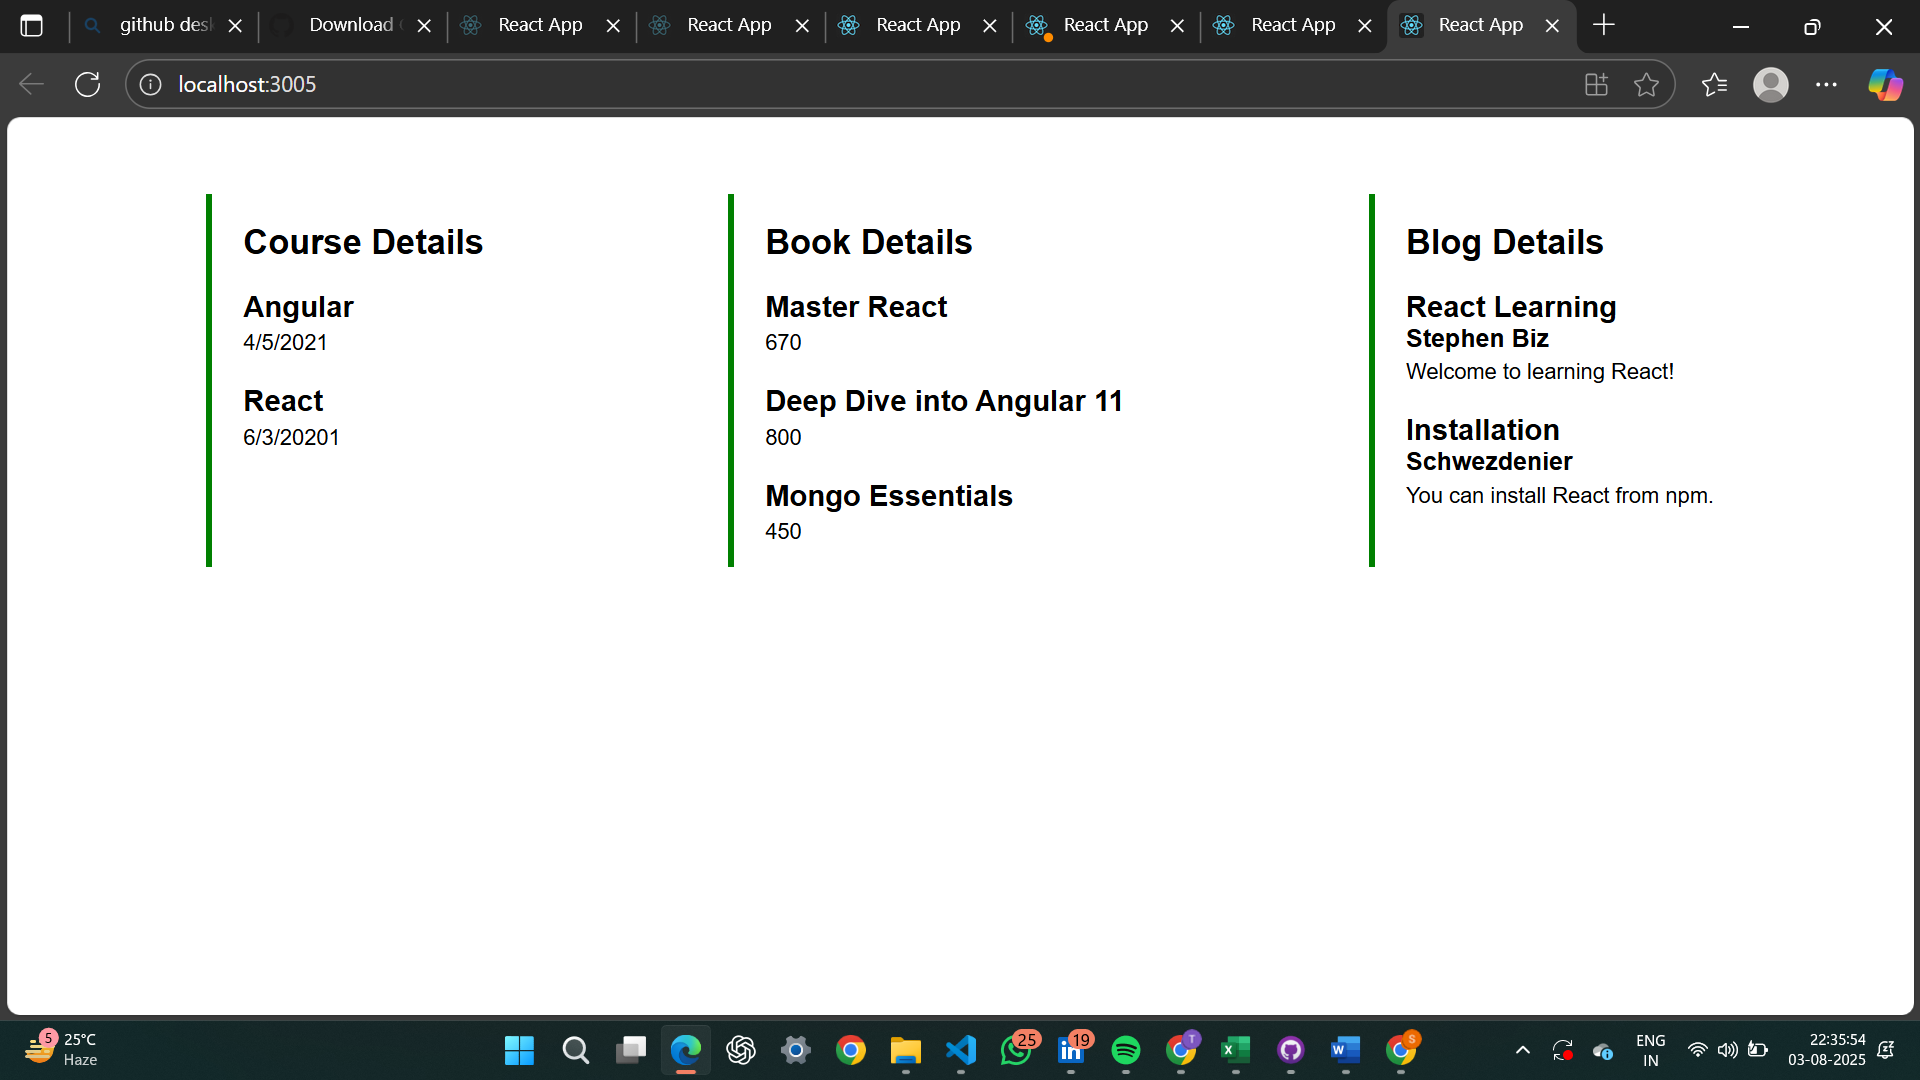 github des
Download
React App
React App
React App
React App
React App
React App
localhost:3005
Course Details
Angular
4/5/2021
React
6/3/20201
Book Details
Master React
670
Deep Dive into Angular 11
800
Mongo Essentials
450
Blog Details
React Learning
Stephen Biz
Welcome to learning React!
Installation
Schwezdenier
You can install React from npm.
5
25°C
Haze
25
19
T
S
ENG
IN
22:35:54
03-08-2025